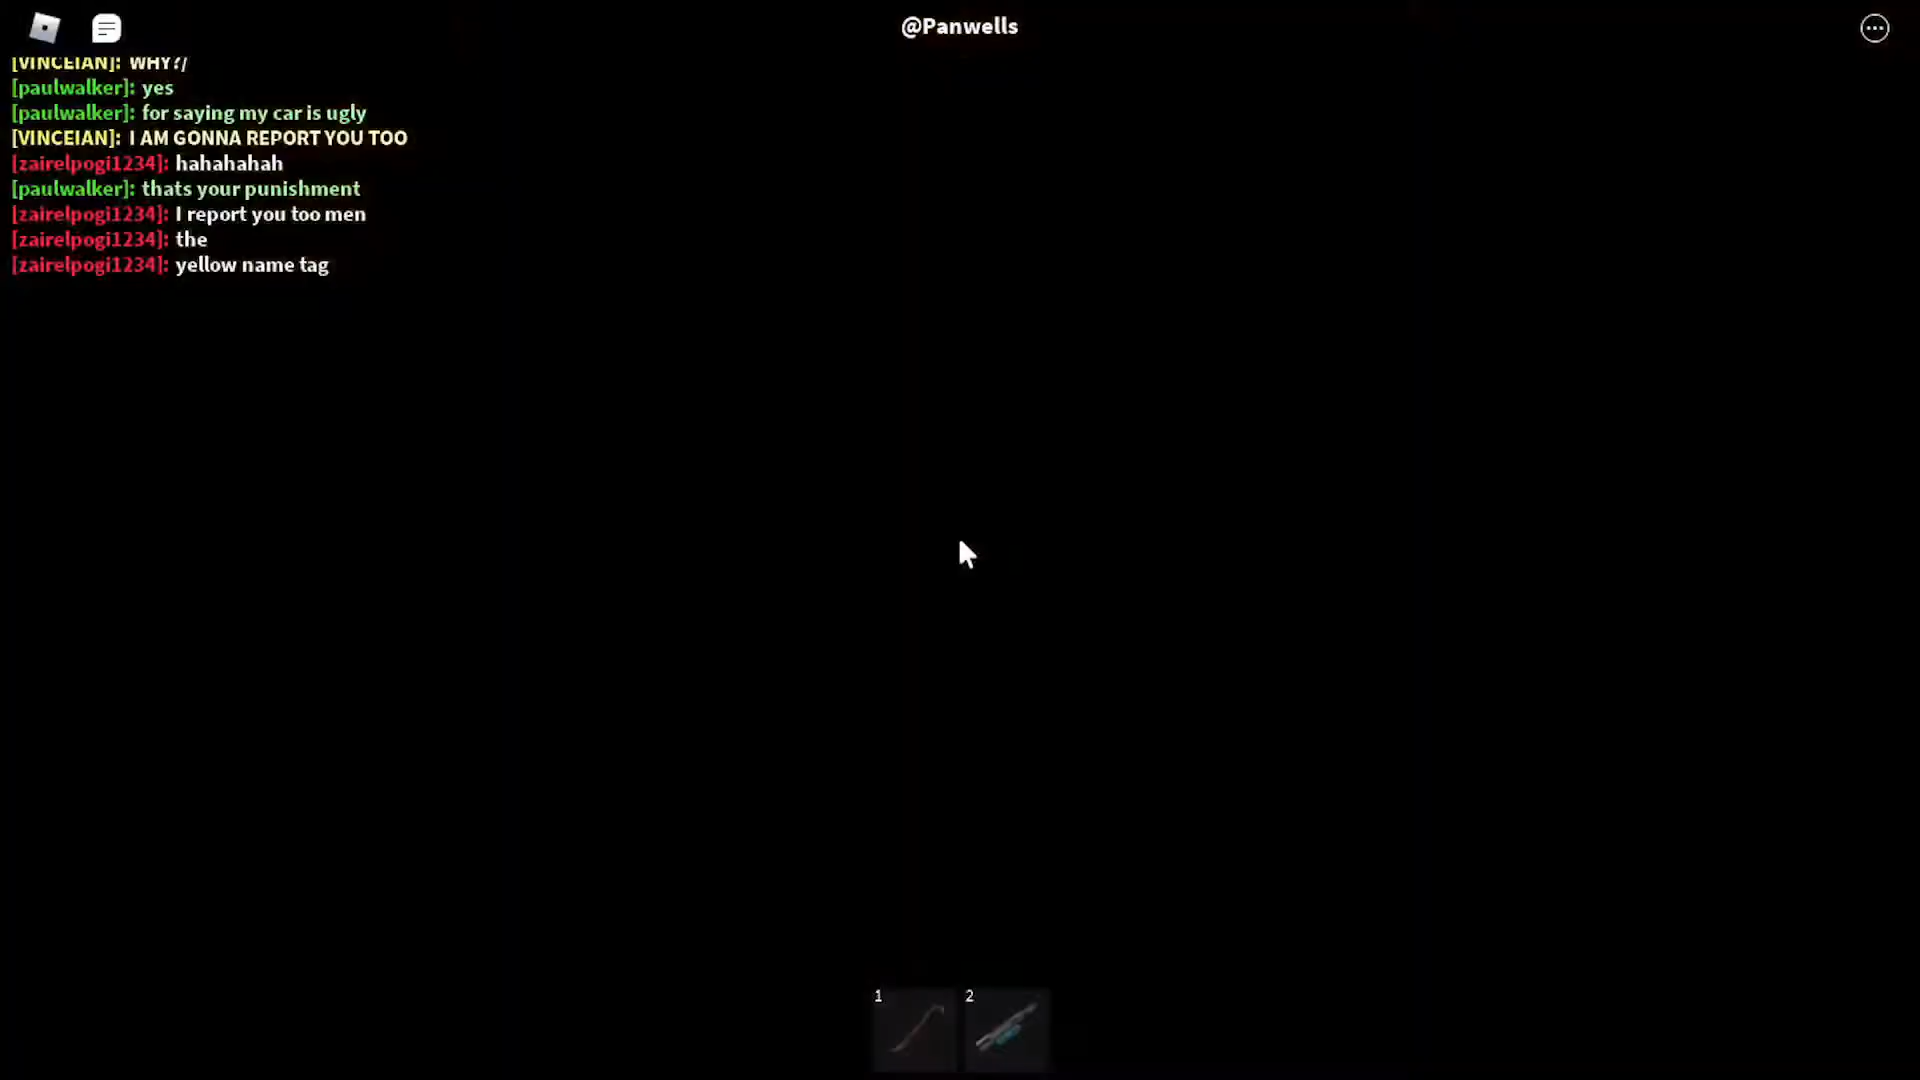 @Panwells
[VINCEIAN]: WHY?/
[paulwalker]: yes
[paulwalker]: for saying my car is ugly
[VINCEIAN]: I AM GONNA REPORT YOU TOO
[zairelpogi1234]: hahahahah
[paulwalker]: thats your punishment
[zairelpogi1234]: I report you too men
[zairelpogi1234]: the
[zairelpogi1234]: yellow name tag
1 2